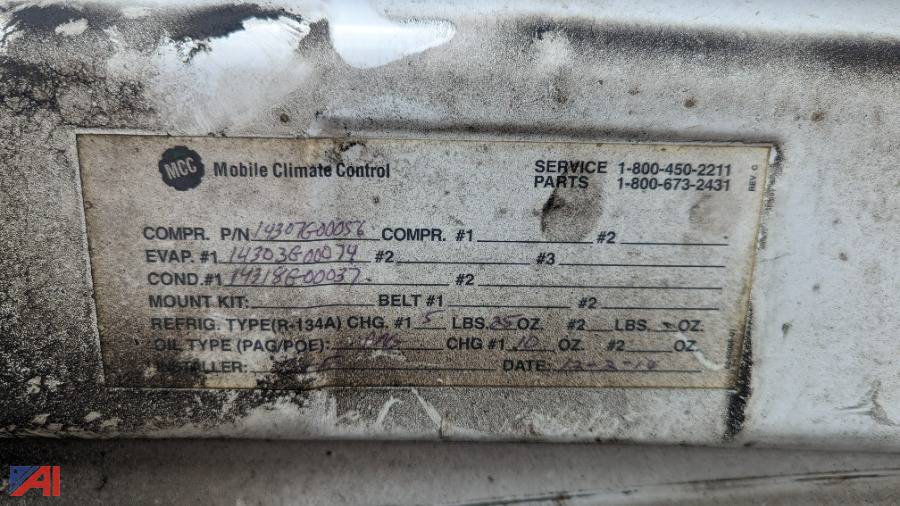 MCC Mobile Climate Control SERVICE 1-800-450-2211
PARTS 1-800-673-2431
REV. G
COMPR. P/N 14307G00056 COMPR. #1 #2
EVAP. #1 14303G00074 #2 #3
COND.#1 14318G00037 #2
MOUNT KIT: BELT #1 #2
REFRIG. TYPE(R-134A) CHG. #1 5 LBS. OZ. #2 LBS. OZ.
OIL TYPE (PAG/POE): CHG #1 10 OZ. #2 OZ.
INSTALLER: DATE:
AI